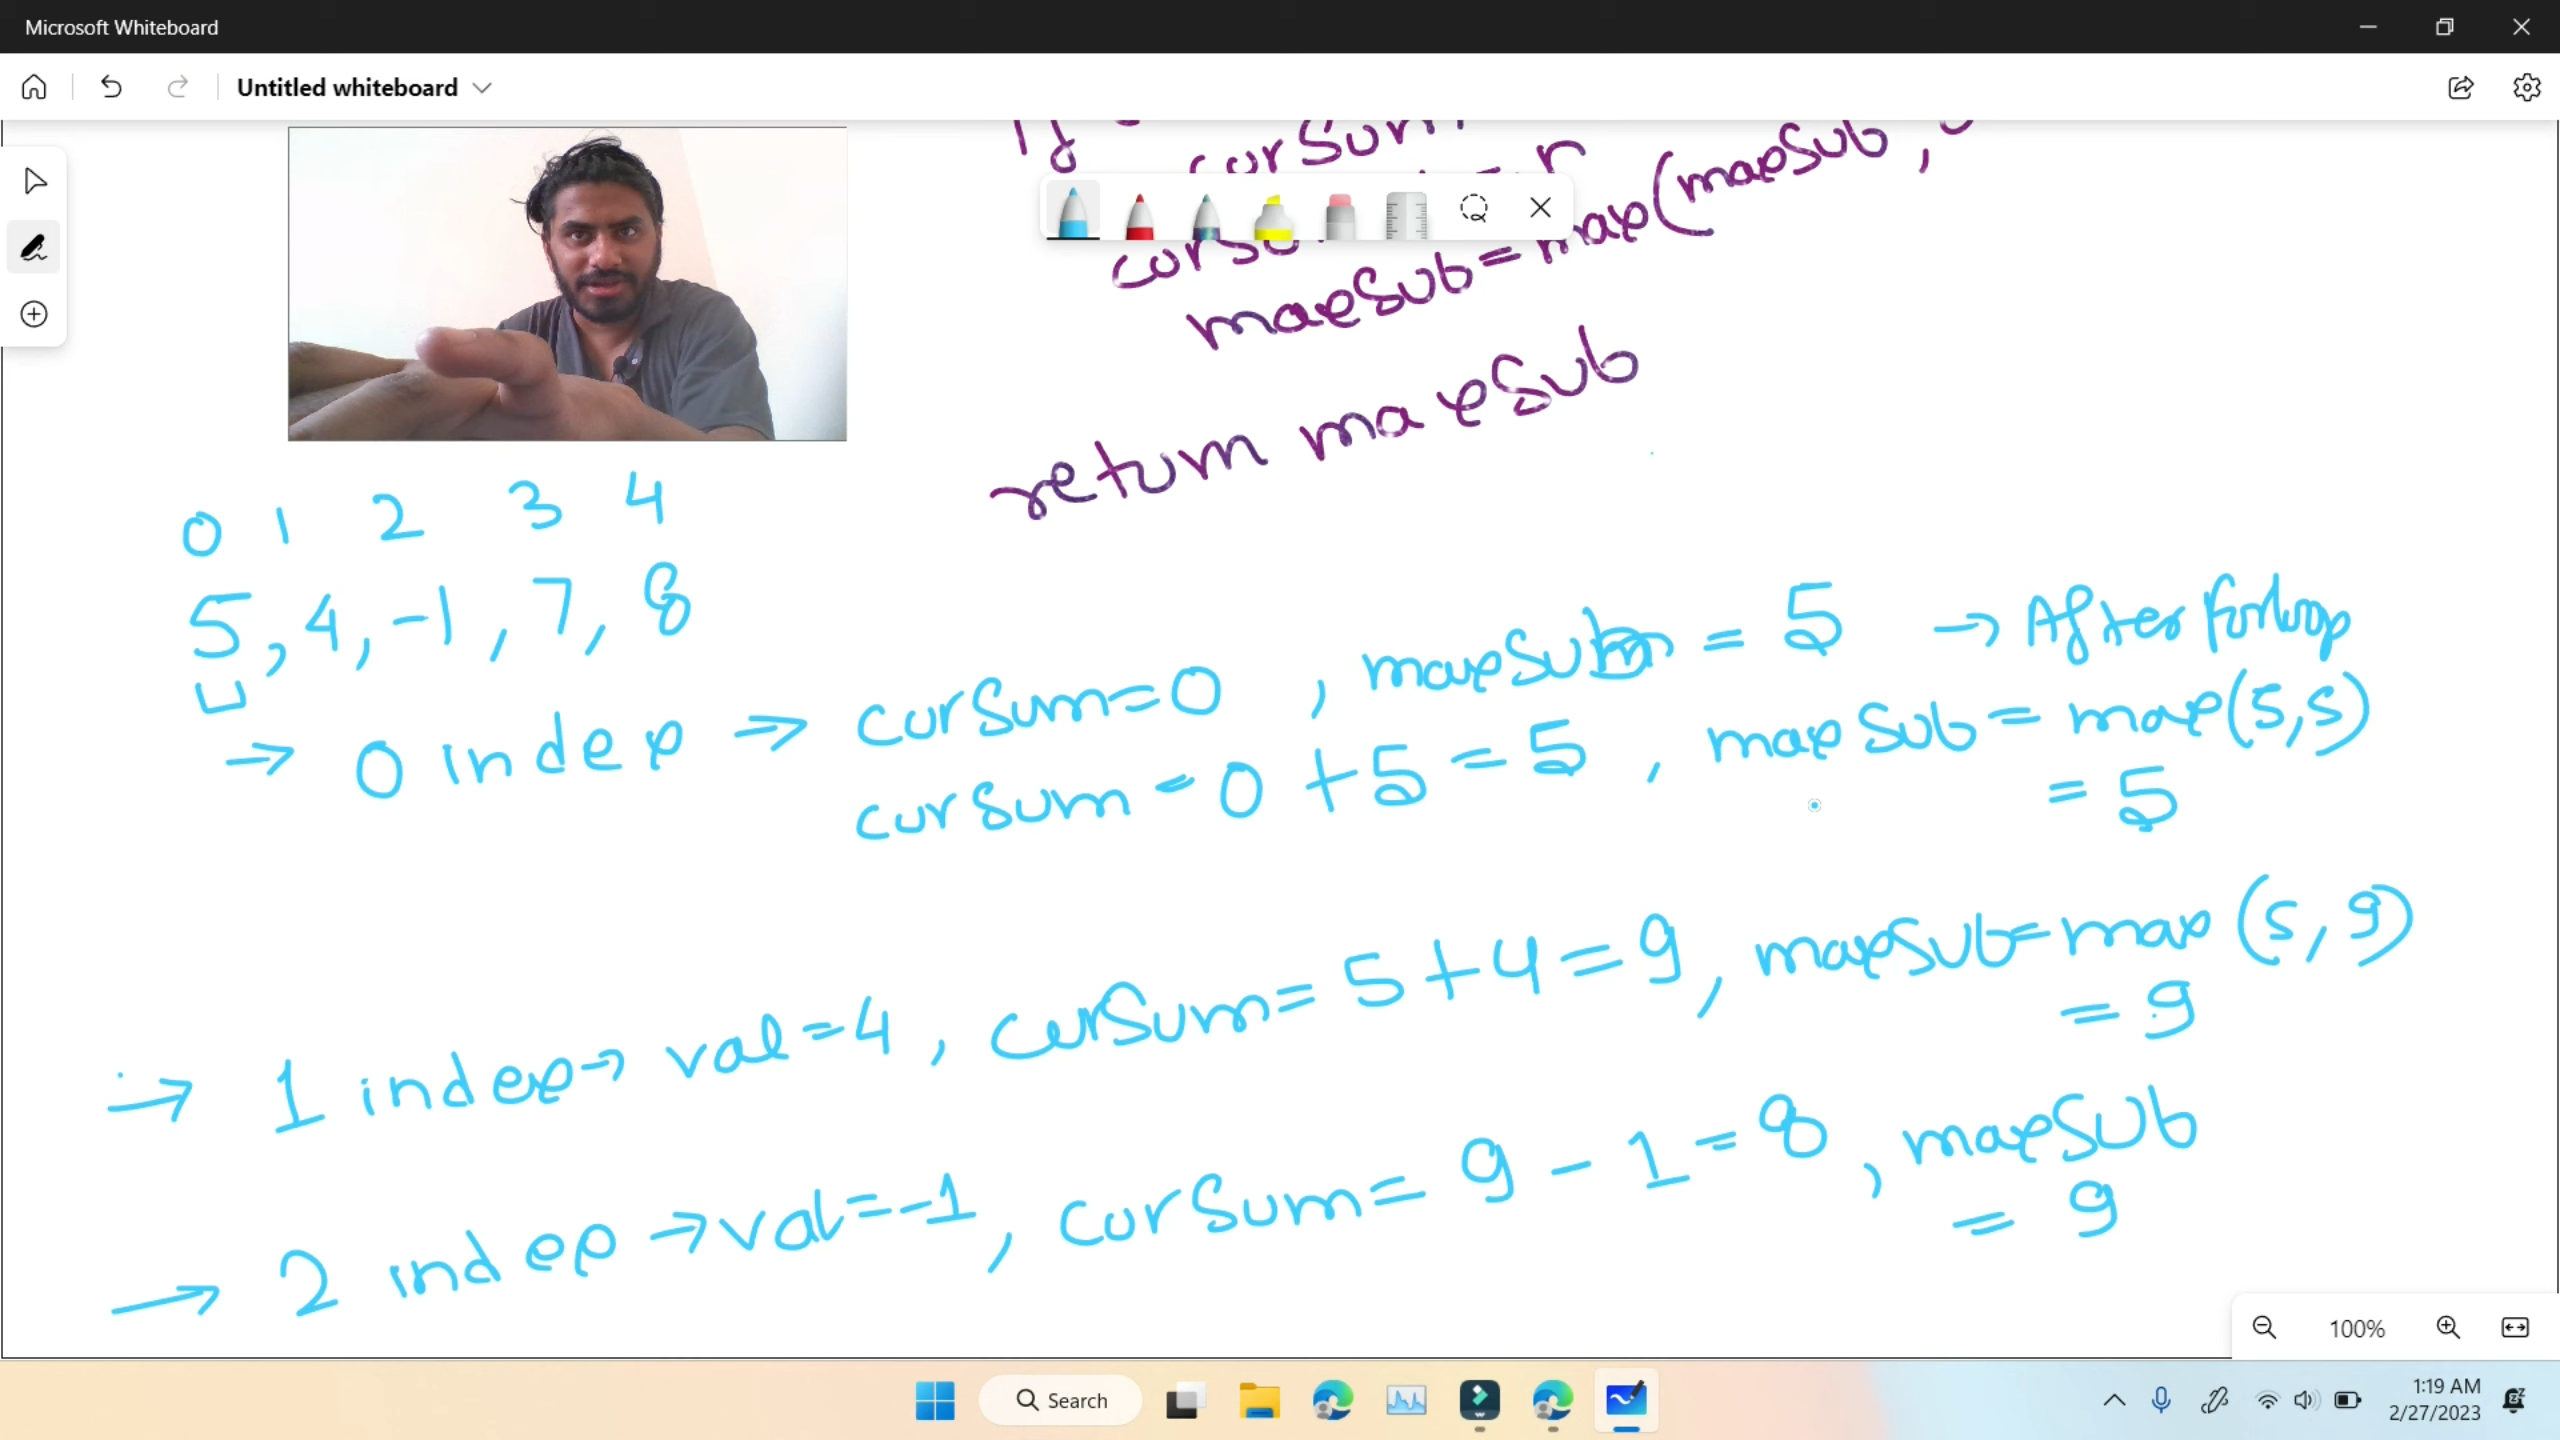 Microsoft Whiteboard
Untitled whiteboard
curSum
max(maxSub,
maxSub = max
return maxSub
0 1 2 3 4
5, 4, -1, 7, 8
→ 0 index → curSum=0 , maxSub = 5 → After forloop
curSum = 0 + 5 = 5 , maxSub = max(5,5)
= 5
→ 1 index → val=4 , curSum = 5+4=9, maxSub=max(5,9)
= 9
→ 2 index → val=-1, curSum= 9 - 1 = 8, maxSub
= 9
100%
Search
1:19 AM
2/27/2023